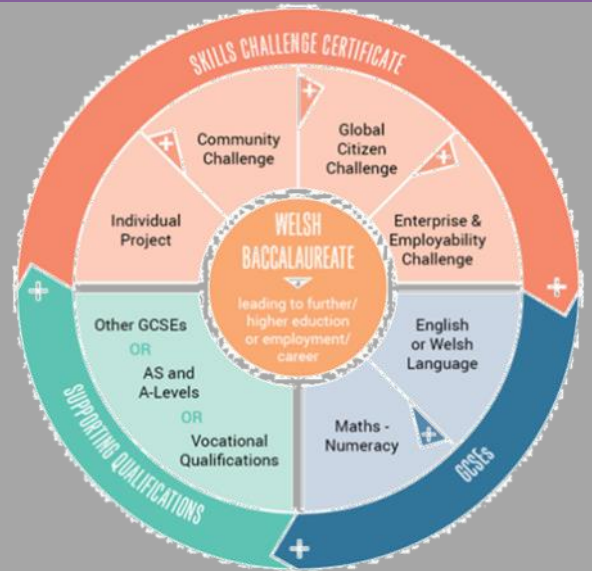 SKILLS CHALLENGE CERTIFICATE
Community
Challenge
Global
Citizen
Challenge
Individual
Project
Enterprise &
Employability
Challenge
WELSH
BACCALAUREATE
leading to further/
higher eduction
or employment/
career
Other GCSEs
OR
AS and
A-Levels
OR
Vocational
Qualifications
English
or Welsh
Language
Maths -
Numeracy
SUPPORTING QUALIFICATIONS
GCSEs